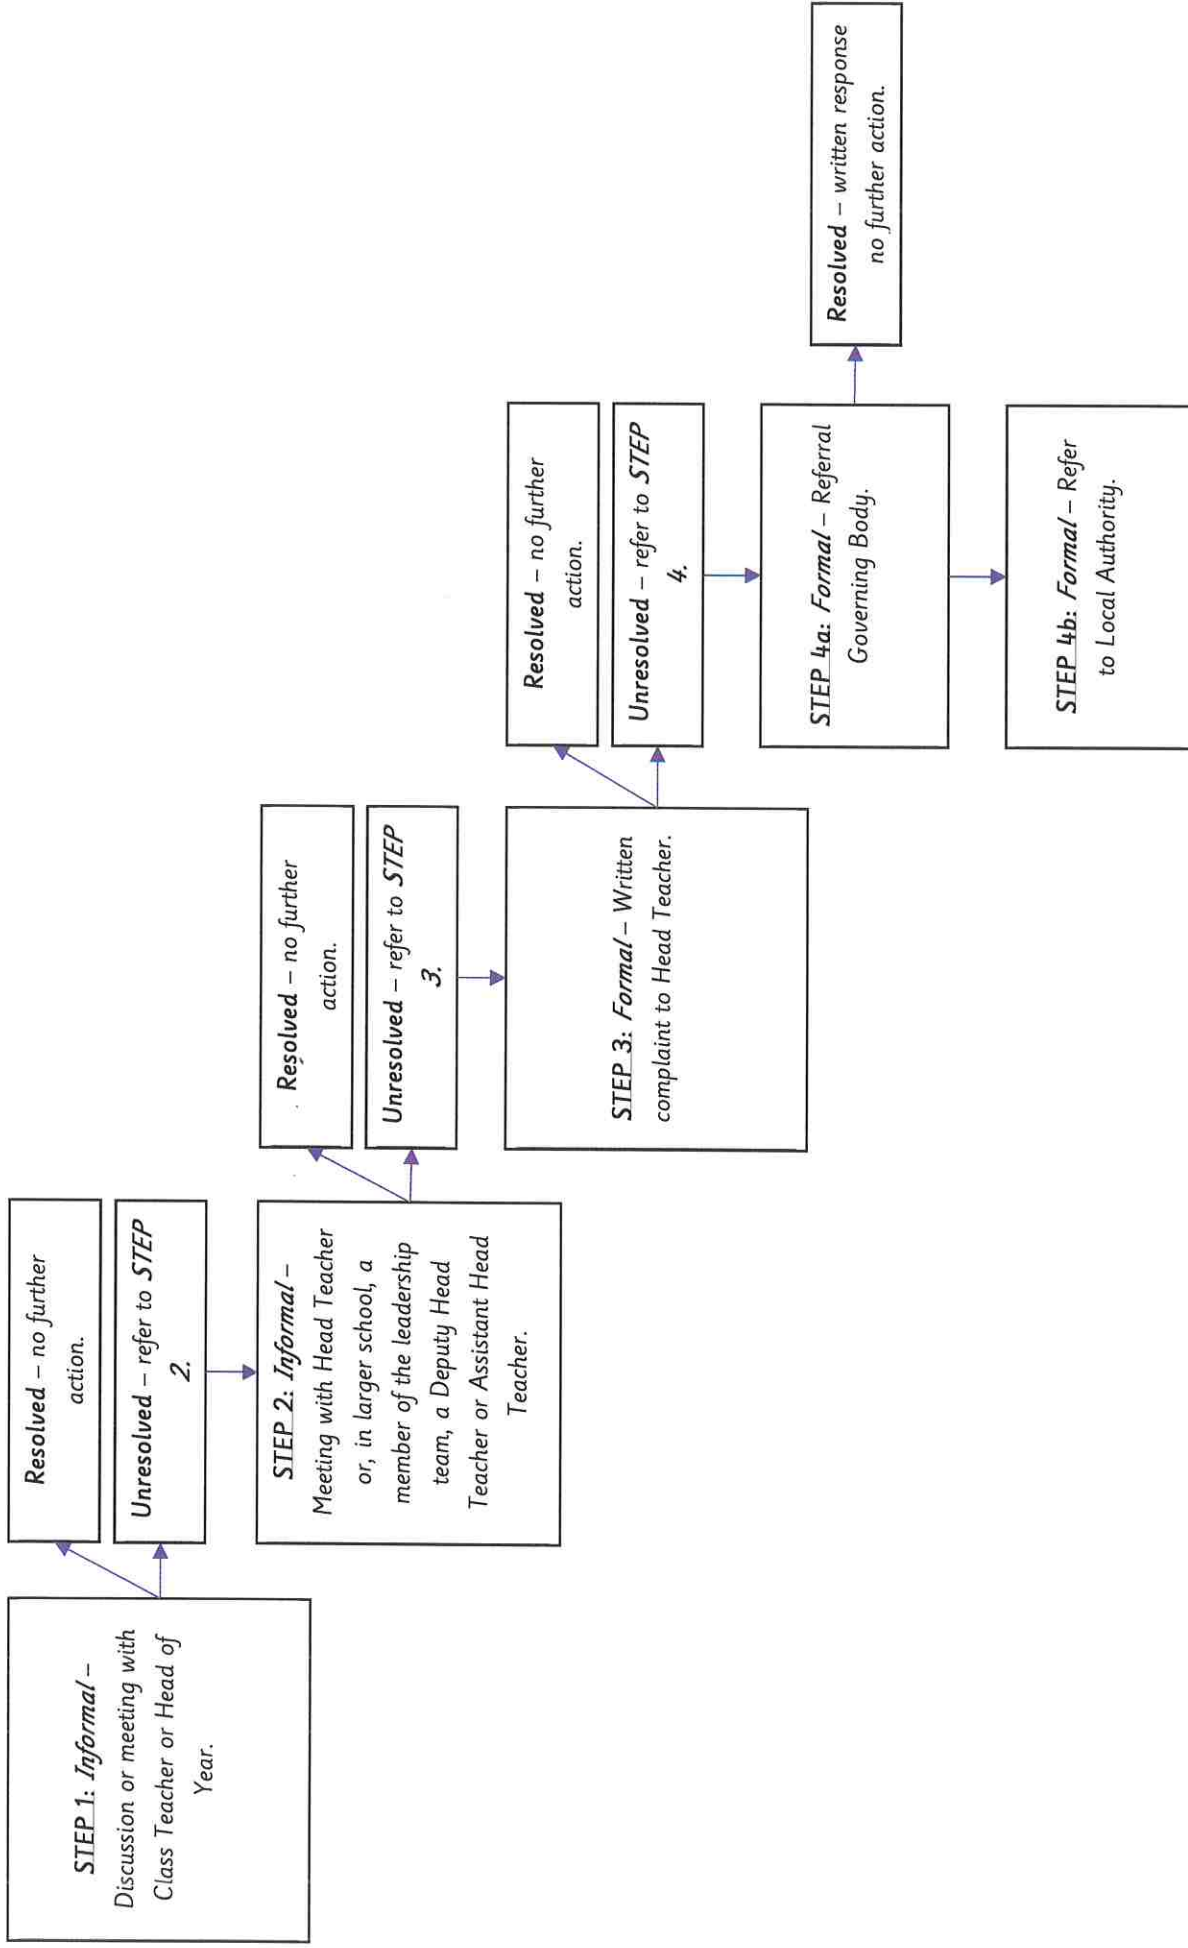 STEP 1: Informal –
Discussion or meeting with
Class Teacher or Head of
Year.
Resolved – no further
action.
Unresolved – refer to STEP
2.
STEP 2: Informal –
Meeting with Head Teacher
or, in larger school, a
member of the leadership
team, a Deputy Head
Teacher or Assistant Head
Teacher.
Resolved – no further
action.
Unresolved – refer to STEP
3.
STEP 3: Formal – Written
complaint to Head Teacher.
Resolved – no further
action.
Unresolved – refer to STEP
4.
STEP 4a: Formal – Referral
Governing Body.
Resolved – written response
no further action.
STEP 4b: Formal – Refer
to Local Authority.